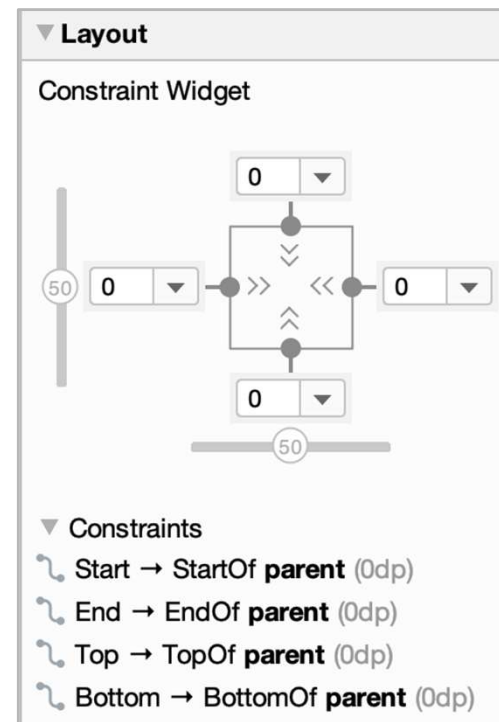 Layout
Constraint Widget
0
50
0
0
0
50
Constraints
Start → StartOf parent (0dp)
End → EndOf parent (0dp)
Top → TopOf parent (0dp)
Bottom → BottomOf parent (0dp)